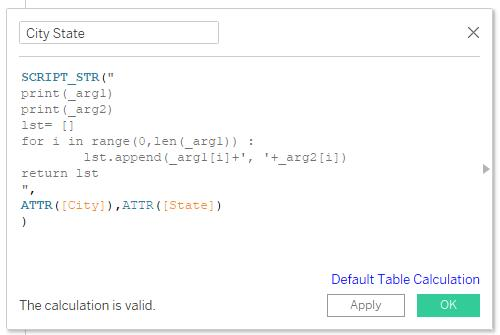 City State
SCRIPT_STR("
print(_arg1)
print(_arg2)
lst= []
for i in range(0,len(_arg1)) :
        lst.append(_arg1[i]+', '+_arg2[i])
return lst
",
ATTR([City]),ATTR([State])
)
Default Table Calculation
The calculation is valid.
Apply
OK